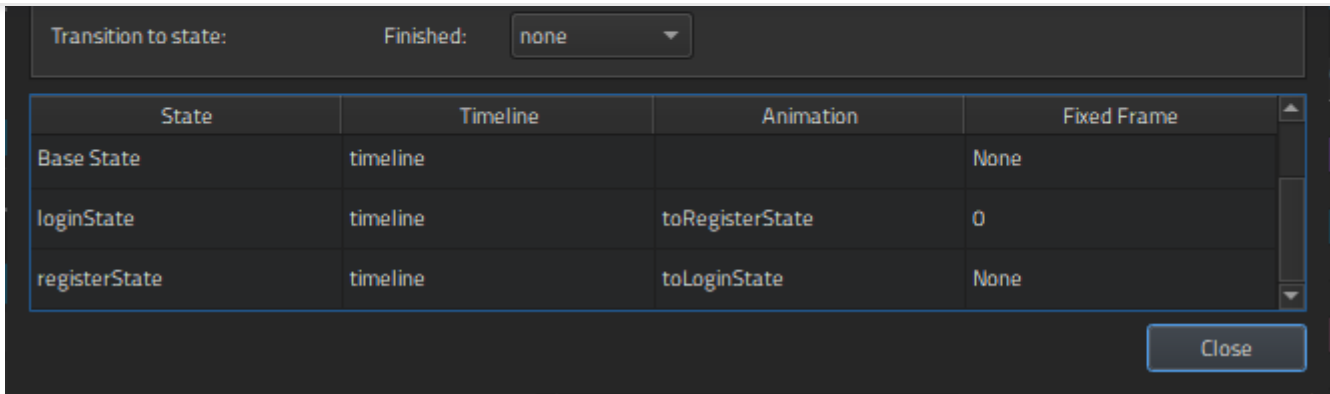 Transition to state: Finished: none
State Timeline Animation Fixed Frame
Base State timeline None
loginState timeline toRegisterState 0
registerState timeline toLoginState None
Close